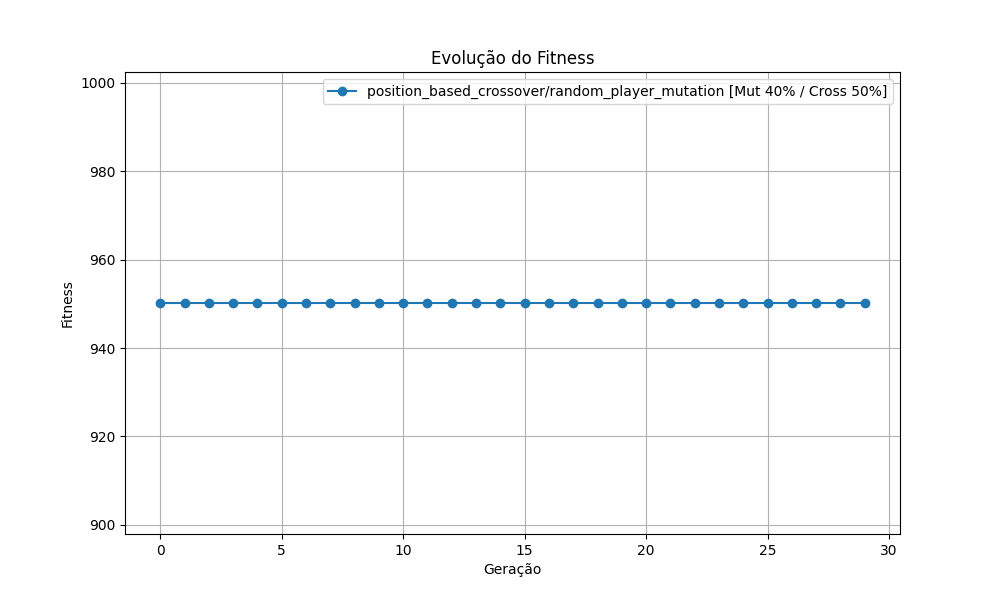 Evolução do Fitness
position_based_crossover/random_player_mutation [Mut 40% / Cross 50%]
Fitness
1000
980
960
940
920
900
0 5 10 15 20 25 30
Geração